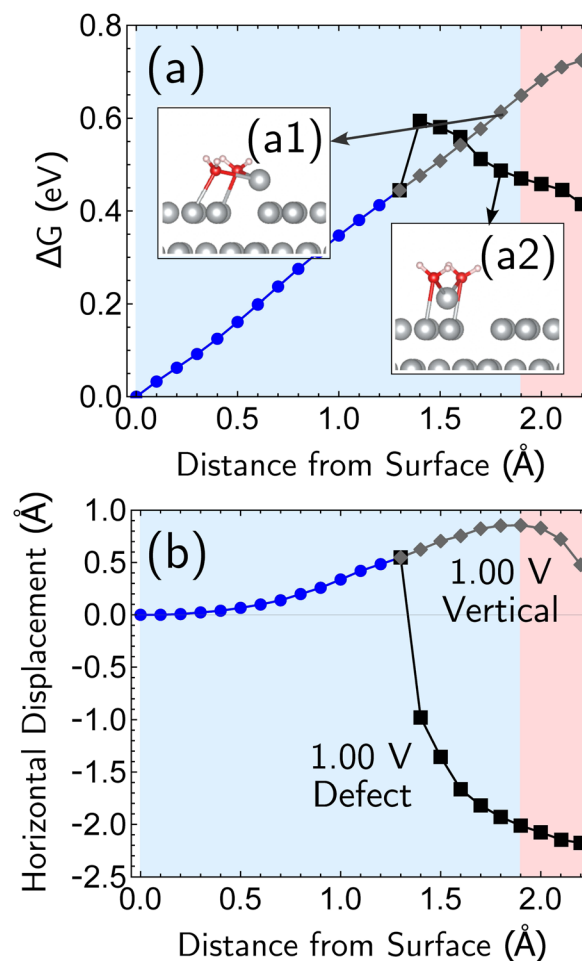 (a)
0.8
0.6
0.4
0.2
0.0
ΔG (eV)
(a1)
(a2)
0.0 0.5 1.0 1.5 2.0
Distance from Surface (Å)
(b)
1.0
0.5
0.0
-0.5
-1.0
-1.5
-2.0
-2.5
Horizontal Displacement (Å)
1.00 V
Vertical
1.00 V
Defect
0.0 0.5 1.0 1.5 2.0
Distance from Surface (Å)